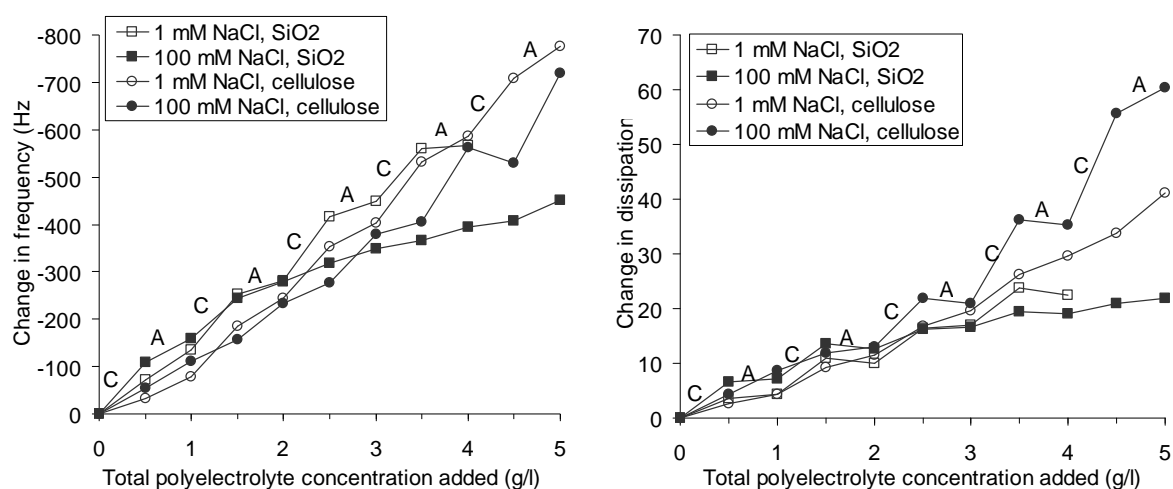 1 mM NaCl, SiO2
100 mM NaCl, SiO2
1 mM NaCl, cellulose
100 mM NaCl, cellulose
-800
-700
-600
-500
-400
-300
-200
-100
0
Change in frequency (Hz
C
A
C
A
C
A
C
A
C
A
0 1 2 3 4 5
Total polyelectrolyte concentration added (g/l)
1 mM NaCl, SiO2
100 mM NaCl, SiO2
1 mM NaCl, cellulose
100 mM NaCl, cellulose
70
60
50
40
30
20
10
0
Change in dissipation
C
A
C
A
C
A
C
A
C
A
0 1 2 3 4 5
Total polyelectrolyte concentration added (g/l)